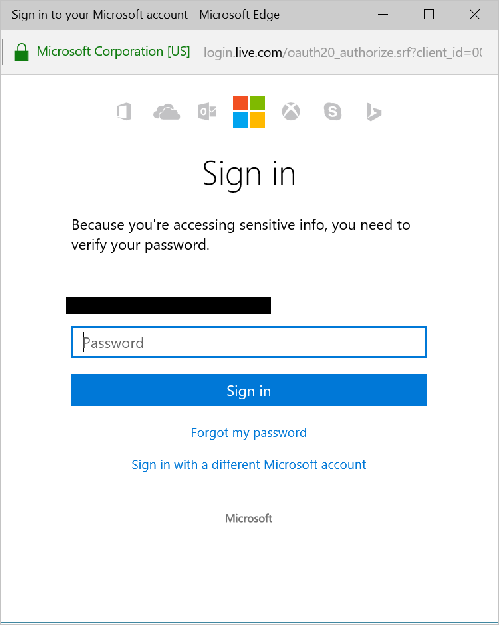 Sign in to your Microsoft account - Microsoft Edge
Microsoft Corporation [US] login.live.com/oauth20_authorize.srf?client_id=00
Sign in
Because you're accessing sensitive info, you need to
verify your password.
Password
Sign in
Forgot my password
Sign in with a different Microsoft account
Microsoft